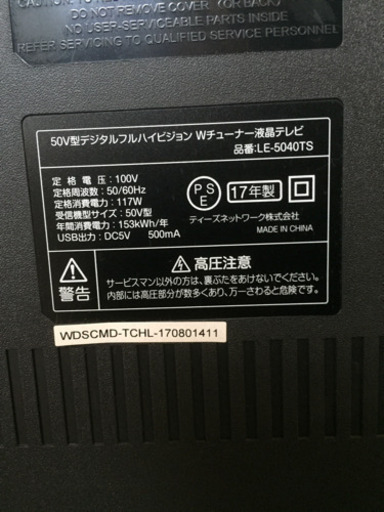 CAUTION: TO REDUCE
DO NOT REMOVE COVER. (OR BACK)
NO USER-SERVICEABLE PARTS INSIDE
REFER SERVICING TO QUALIFIED SERVICE PERSONNEL
50V型デジタルフルハイビジョン Wチューナー液晶テレビ
品番:LE-5040TS
定格電圧:100V
定格周波数:50/60Hz
定格消費電力:117W
受信機型サイズ:50V型
年間消費電力:153kWh/年
USB出力:DC5V 500mA
PSE
17年製
ティーズネットワーク株式会社
MADE IN CHINA
警告
高圧注意
サービスマン以外の方は、裏ぶたをあけないでください。
内部には高圧部分が数多くあり、万一さわると危険です。
WDSCMD-TCHL-170801411